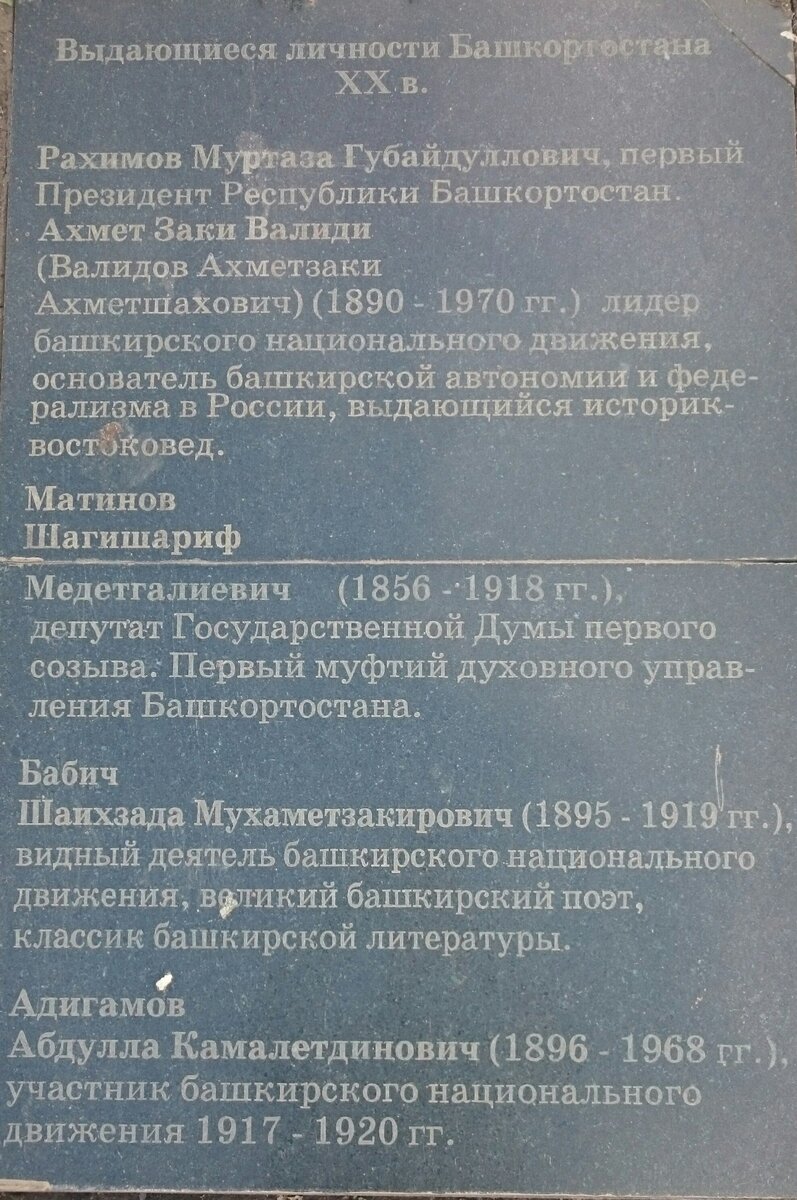 Выдающиеся личности Башкортостана
XX в.
Рахимов Муртаза Губайдуллович, первый
Президент Республики Башкортостан.
Ахмет Заки Валиди
(Валидов Ахметзаки
Ахметшахович) (1890 - 1970 гг.) лидер
башкирского национального движения,
основатель башкирской автономии и феде-
рализма в России, выдающийся историк-
востоковед.
Матинов
Шагишариф
Медетгалиевич (1856 - 1918 гг.),
депутат Государственной Думы первого
созыва. Первый муфтий духовного управ-
ления Башкортостана.
Бабич
Шаихзада Мухаметзакирович (1895 - 1919 гг.),
видный деятель башкирского национального
движения, великий башкирский поэт,
классик башкирской литературы.
Адигамов
Абдулла Камалетдинович (1896 - 1968 гг.),
участник башкирского национального
движения 1917 - 1920 гг.